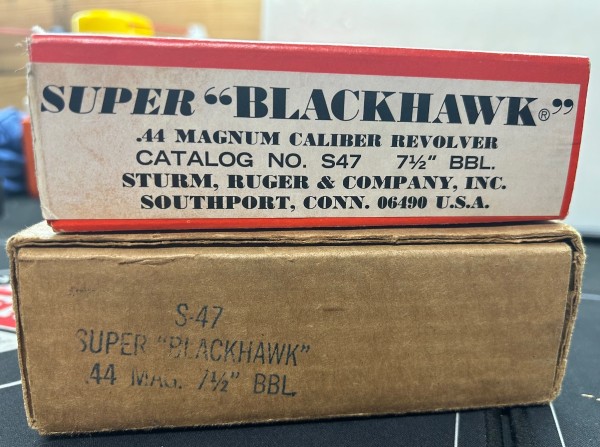 SUPER “BLACKHAWK®”
.44 MAGNUM CALIBER REVOLVER
CATALOG NO. S47 7½" BBL.
STURM, RUGER & COMPANY, INC.
SOUTHPORT, CONN. 06490 U.S.A.
S-47
SUPER "BLACKHAWK"
.44 MAG. 7½" BBL